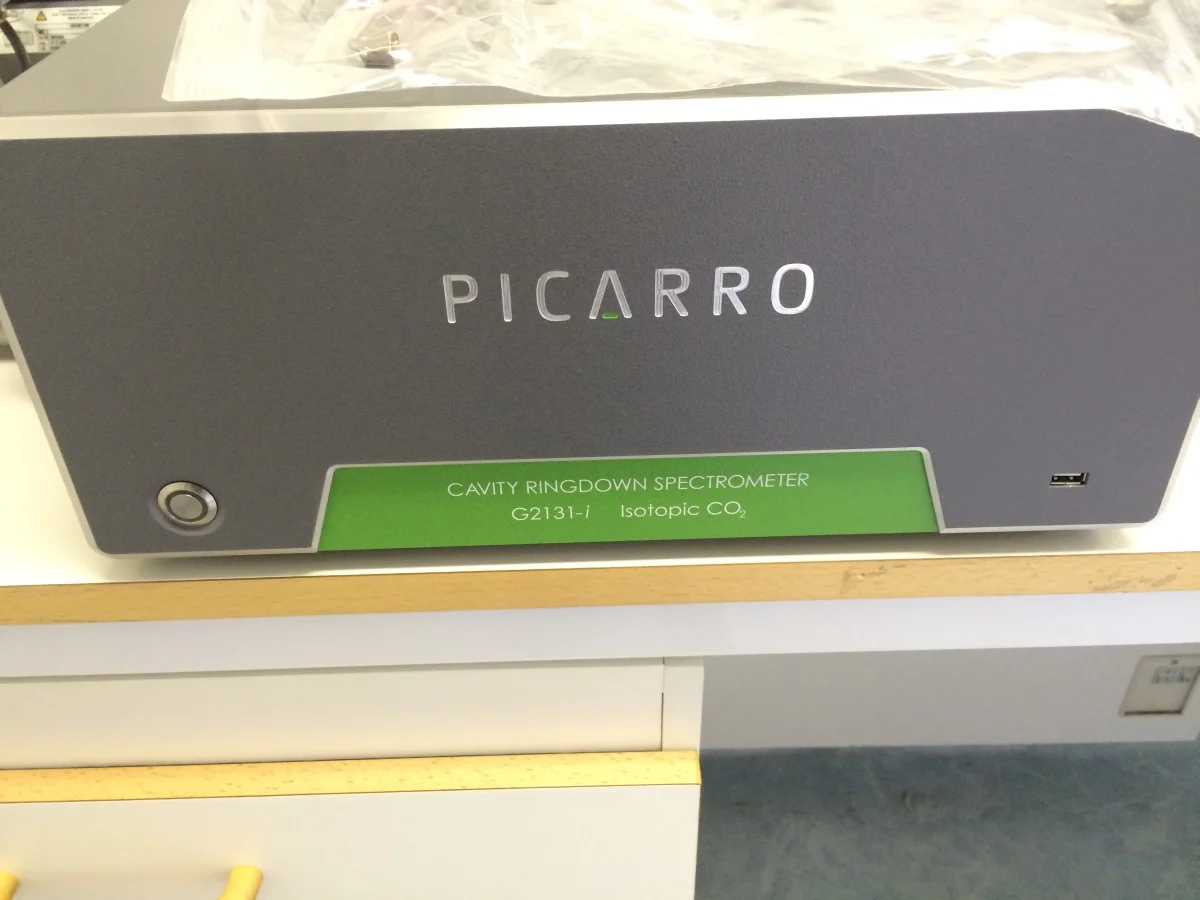 PICARRO
CAVITY RINGDOWN SPECTROMETER
G2131-i Isotopic CO₂